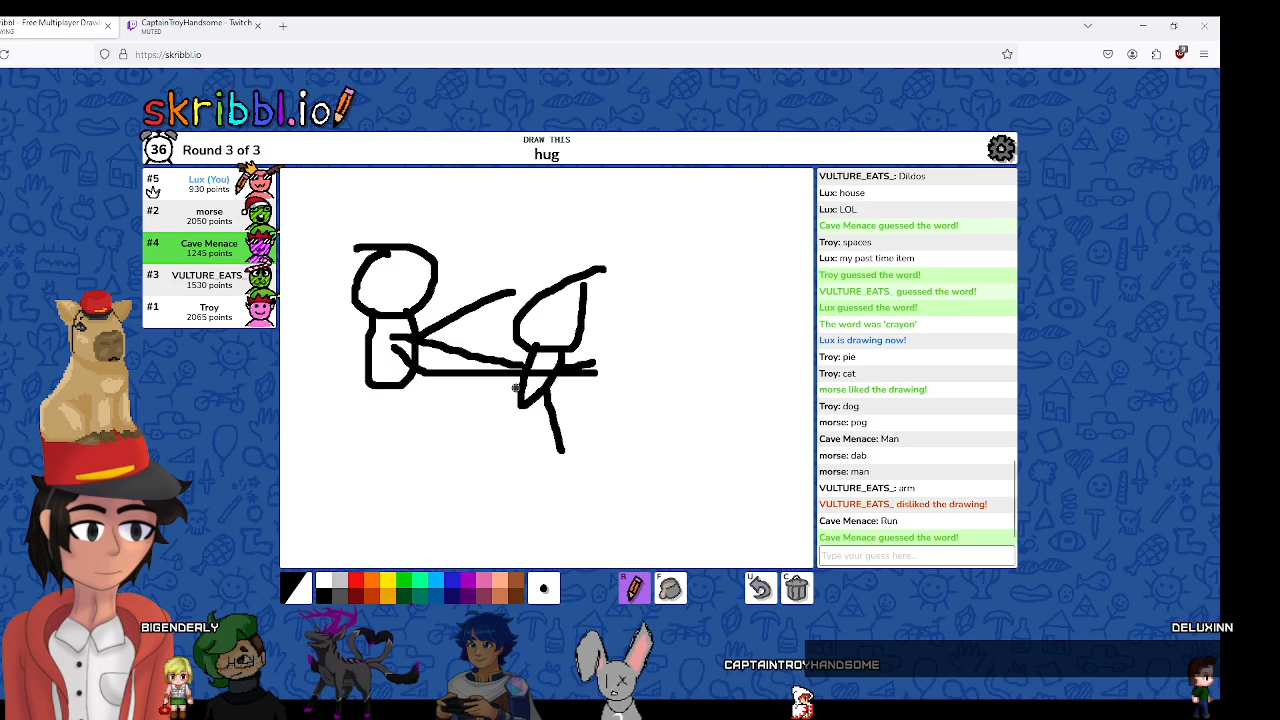 ribbl - Free Multiplayer Draw
YING
CaptainTroyHandsome - Twitch
MUTED
https://skribbl.io
skribbl.io
36
Round 3 of 3
DRAW THIS
hug
#5
Lux (You)
930 points
#2
morse
2050 points
#4
Cave Menace
1245 points
#3
VULTURE_EATS_
1530 points
#1
Troy
2065 points
VULTURE_EATS_: Dildos
Lux: house
Lux: LOL
Cave Menace guessed the word!
Troy: spaces
Lux: my past time item
Troy guessed the word!
VULTURE_EATS_ guessed the word!
Lux guessed the word!
The word was 'crayon'
Lux is drawing now!
Troy: pie
Troy: cat
morse liked the drawing!
Troy: dog
morse: pog
Cave Menace: Man
morse: dab
morse: man
VULTURE_EATS_: arm
VULTURE_EATS_ disliked the drawing!
Cave Menace: Run
Cave Menace guessed the word!
Type your guess here...
B
F
U
C
BIGENDERLY
CAPTAINTROYHANDSOME
DELUXINN